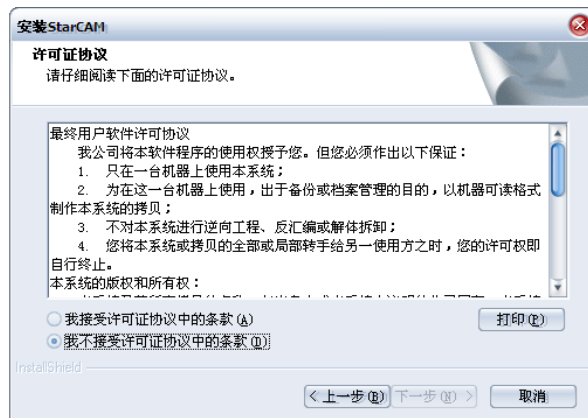 安装StarCAM
许可证协议
请仔细阅读下面的许可证协议。
最终用户软件许可协议
我公司将本软件程序的使用权授予您。但您必须作出以下保证：
1. 只在一台机器上使用本系统；
2. 为在这一台机器上使用，出于备份或档案管理的目的，以机器可读格式
制作本系统的拷贝；
3. 不对本系统进行逆向工程、反汇编或解体拆卸；
4. 您将本系统或拷贝的全部或局部转手给另一使用方之时，您的许可权即
自行终止。
本系统的版权和所有权：
我接受许可证协议中的条款(A)
打印(P)
我不接受许可证协议中的条款(D)
InstallShield
< 上一步(B)
下一步(N) >
取消